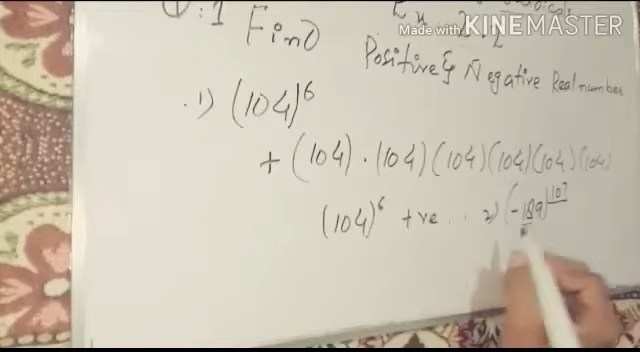 Q:1 Find
Made with KINEMASTER
Positive & Negative Real number
1) (104)^6
+ (104) · (104) (104) (104) (104) (104)
(104)^6 +ve .. 2) (-189)^107